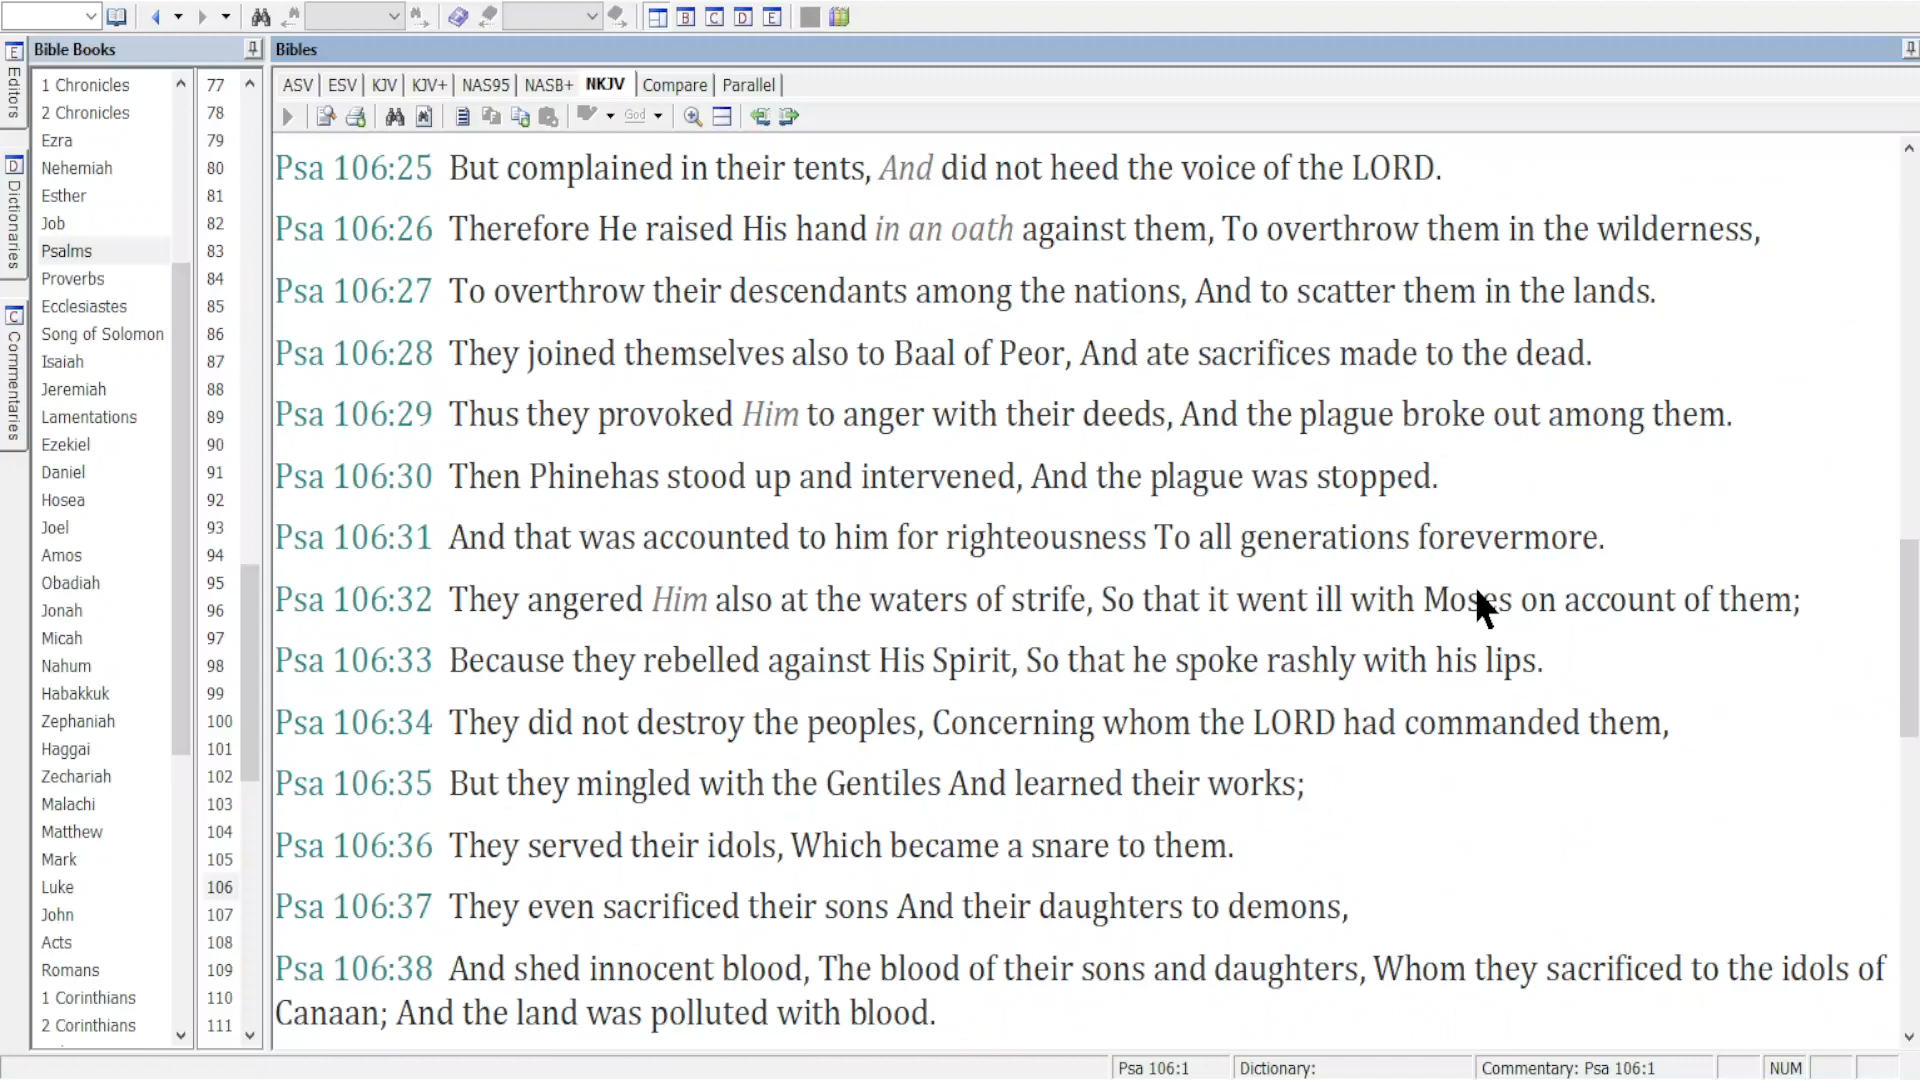 B C D E
Bible Books
Bibles
E Editors
D Dictionaries
C Commentaries
1 Chronicles
2 Chronicles
Ezra
Nehemiah
Esther
Job
Psalms
Proverbs
Ecclesiastes
Song of Solomon
Isaiah
Jeremiah
Lamentations
Ezekiel
Daniel
Hosea
Joel
Amos
Obadiah
Jonah
Micah
Nahum
Habakkuk
Zephaniah
Haggai
Zechariah
Malachi
Matthew
Mark
Luke
John
Acts
Romans
1 Corinthians
2 Corinthians
77
78
79
80
81
82
83
84
85
86
87
88
89
90
91
92
93
94
95
96
97
98
99
100
101
102
103
104
105
106
107
108
109
110
111
ASV ESV KJV KJV+ NAS95 NASB+ NKJV Compare Parallel
God
Psa 106:25 But complained in their tents, And did not heed the voice of the LORD.
Psa 106:26 Therefore He raised His hand in an oath against them, To overthrow them in the wilderness,
Psa 106:27 To overthrow their descendants among the nations, And to scatter them in the lands.
Psa 106:28 They joined themselves also to Baal of Peor, And ate sacrifices made to the dead.
Psa 106:29 Thus they provoked Him to anger with their deeds, And the plague broke out among them.
Psa 106:30 Then Phinehas stood up and intervened, And the plague was stopped.
Psa 106:31 And that was accounted to him for righteousness To all generations forevermore.
Psa 106:32 They angered Him also at the waters of strife, So that it went ill with Moses on account of them;
Psa 106:33 Because they rebelled against His Spirit, So that he spoke rashly with his lips.
Psa 106:34 They did not destroy the peoples, Concerning whom the LORD had commanded them,
Psa 106:35 But they mingled with the Gentiles And learned their works;
Psa 106:36 They served their idols, Which became a snare to them.
Psa 106:37 They even sacrificed their sons And their daughters to demons,
Psa 106:38 And shed innocent blood, The blood of their sons and daughters, Whom they sacrificed to the idols of
Canaan; And the land was polluted with blood.
Psa 106:1 Dictionary: Commentary: Psa 106:1 NUM